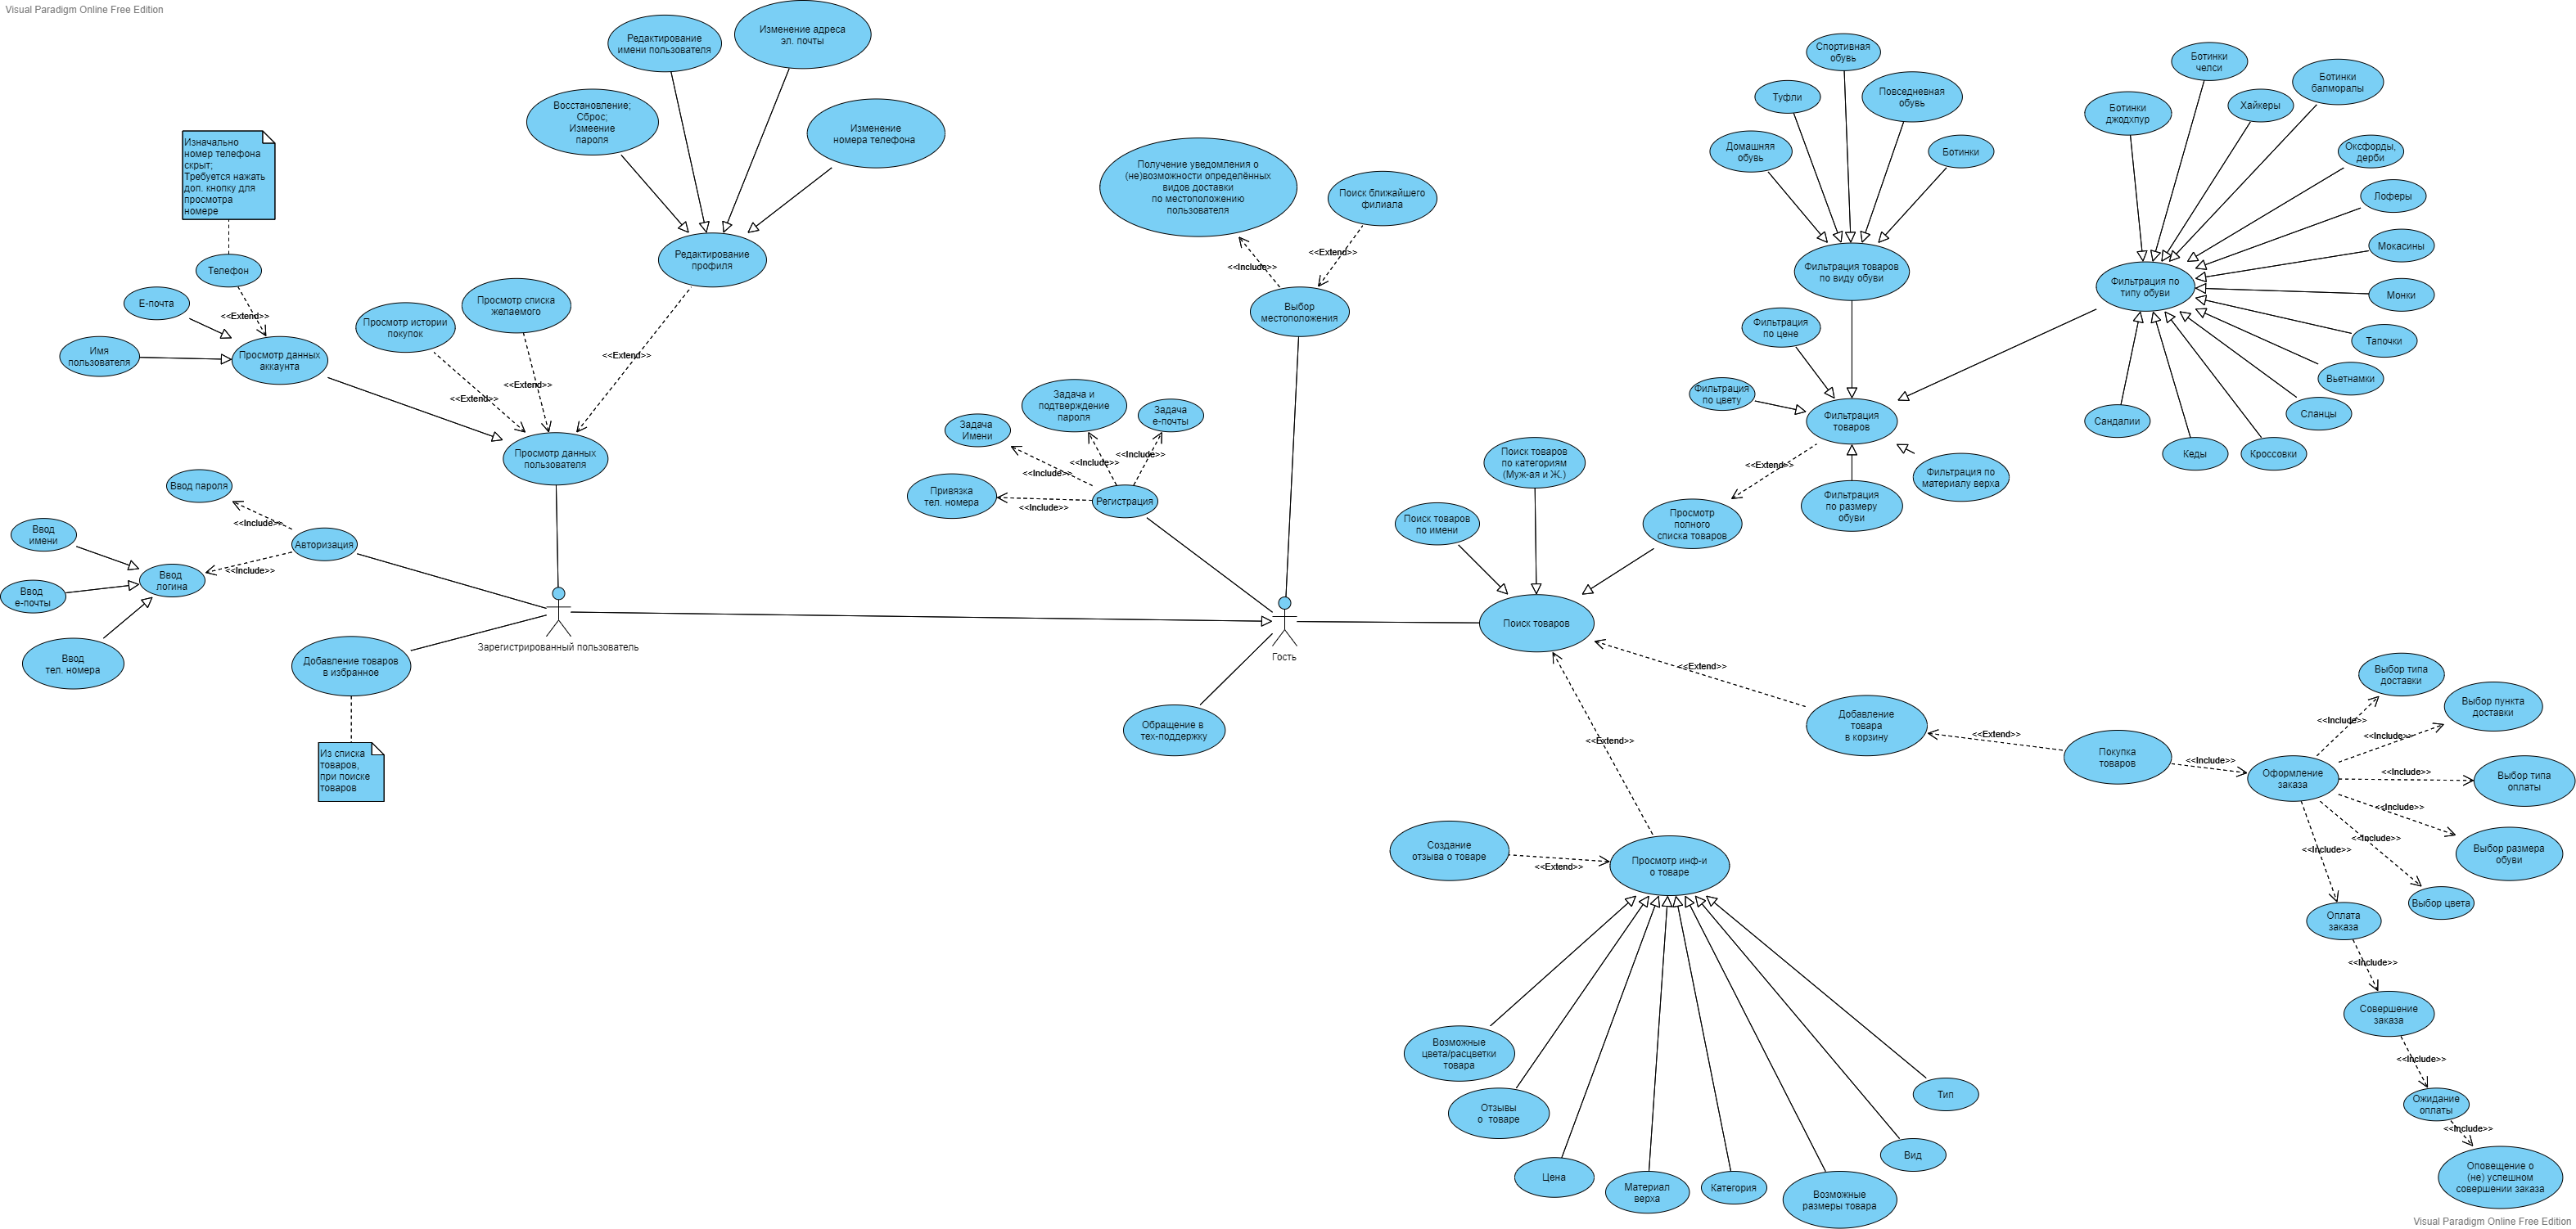 Visual Paradigm Online Free Edition
Редактирование
имени пользователя
Изменение адреса
эл. почты
Восстановление;
Сброс;
Измеение
пароля
Изменение
номера телефона
Изначально
номер телефона
скрыт;
Требуется нажать
доп. кнопку для
просмотра
номере
Телефон
Е-почта
Имя
пользователя
<<Extend>>
Просмотр данных
аккаунта
Просмотр истории
покупок
Просмотр списка
желаемого
Редактирование
профиля
<<Extend>>
<<Extend>>
<<Extend>>
Просмотр данных
пользователя
Ввод пароля
<<Include>>
Авторизация
<<Include>>
Ввод
имени
Ввод
е-почты
Ввод
логина
Ввод
тел. номера
Зарегистрированный пользователь
Добавление товаров
в избранное
Из списка
товаров,
при поиске
товаров
Получение уведомления о
(не)возможности определённых
видов доставки
по местоположению
пользователя
Поиск ближайшего
филиала
<<Include>>
<<Extend>>
Выбор
местоположения
Задача и
подтверждение
пароля
Задача
е-почты
Задача
Имени
Привязка
тел. номера
<<Include>>
<<Include>>
<<Include>>
<<Include>>
Регистрация
Гость
Обращение в
тех-поддержку
Поиск товаров
по категориям
(Муж-ая и Ж.)
Поиск товаров
по имени
Просмотр
полного
списка товаров
Поиск товаров
<<Extend>>
Спортивная
обувь
Туфли
Повседневная
обувь
Домашняя
обувь
Ботинки
Фильтрация товаров
по виду обуви
Фильтрация
по цене
Фильтрация
по цвету
Фильтрация
товаров
Фильтрация
по размеру
обуви
Фильтрация по
материалу верха
Ботинки
челси
Ботинки
джодхпур
Хайкеры
Ботинки
балморалы
Оксфорды,
дерби
Лоферы
Мокасины
Монки
Тапочки
Вьетнамки
Сланцы
Кроссовки
Кеды
Сандалии
Фильтрация по
типу обуви
<<Extend>>
Добавление
товара
в корзину
<<Extend>>
Покупка
товаров
<<Include>>
Оформление
заказа
<<Include>>
<<Include>>
<<Include>>
<<Include>>
<<Include>>
<<Include>>
Выбор типа
доставки
Выбор пункта
доставки
Выбор типа
оплаты
Выбор размера
обуви
Выбор цвета
Оплата
заказа
<<Include>>
Совершение
заказа
<<Include>>
Ожидание
оплаты
<<Include>>
Оповещение о
(не) успешном
совершении заказа
<<Extend>>
Создание
отзыва о товаре
<<Extend>>
Просмотр инф-и
о товаре
Возможные
цвета/расцветки
товара
Отзывы
о товаре
Цена
Материал
верха
Категория
Возможные
размеры товара
Вид
Тип
Visual Paradigm Online Free Edition